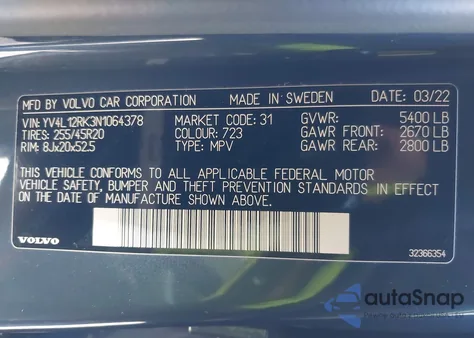 MFD BY VOLVO CAR CORPORATION MADE IN SWEDEN DATE: 03/22
VIN: YV4L12RK3N1064378 MARKET CODE: 31 GVWR: 5400 LB
TIRES: 255/45R20 COLOUR: 723 GAWR FRONT: 2670 LB
RIM: 8Jx20x52.5 TYPE: MPV GAWR REAR: 2800 LB
THIS VEHICLE CONFORMS TO ALL APPLICABLE FEDERAL MOTOR
VEHICLE SAFETY, BUMPER AND THEFT PREVENTION STANDARDS IN EFFECT
ON THE DATE OF MANUFACTURE SHOWN ABOVE.
VOLVO
32366354
autoSnap